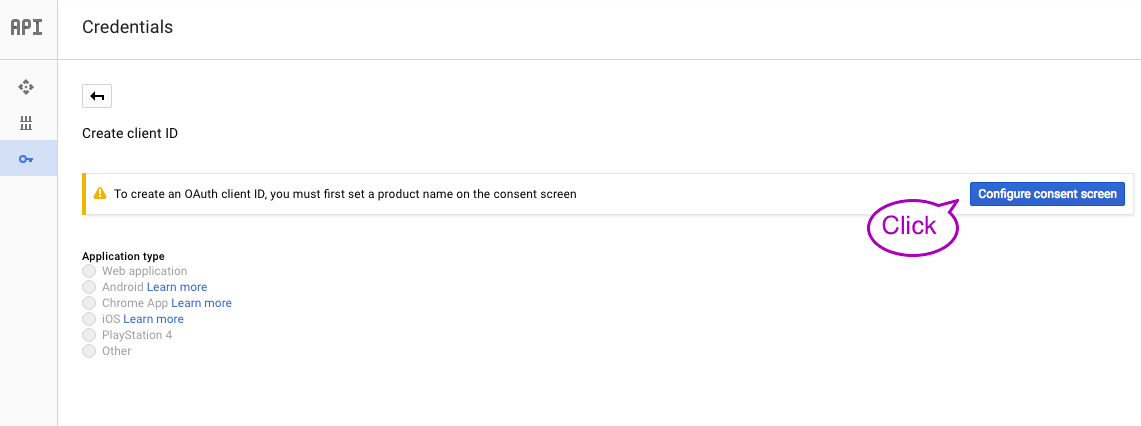 API
Credentials
Create client ID
To create an OAuth client ID, you must first set a product name on the consent screen
Configure consent screen
Click
Application type
Web application
Android Learn more
Chrome App Learn more
iOS Learn more
PlayStation 4
Other